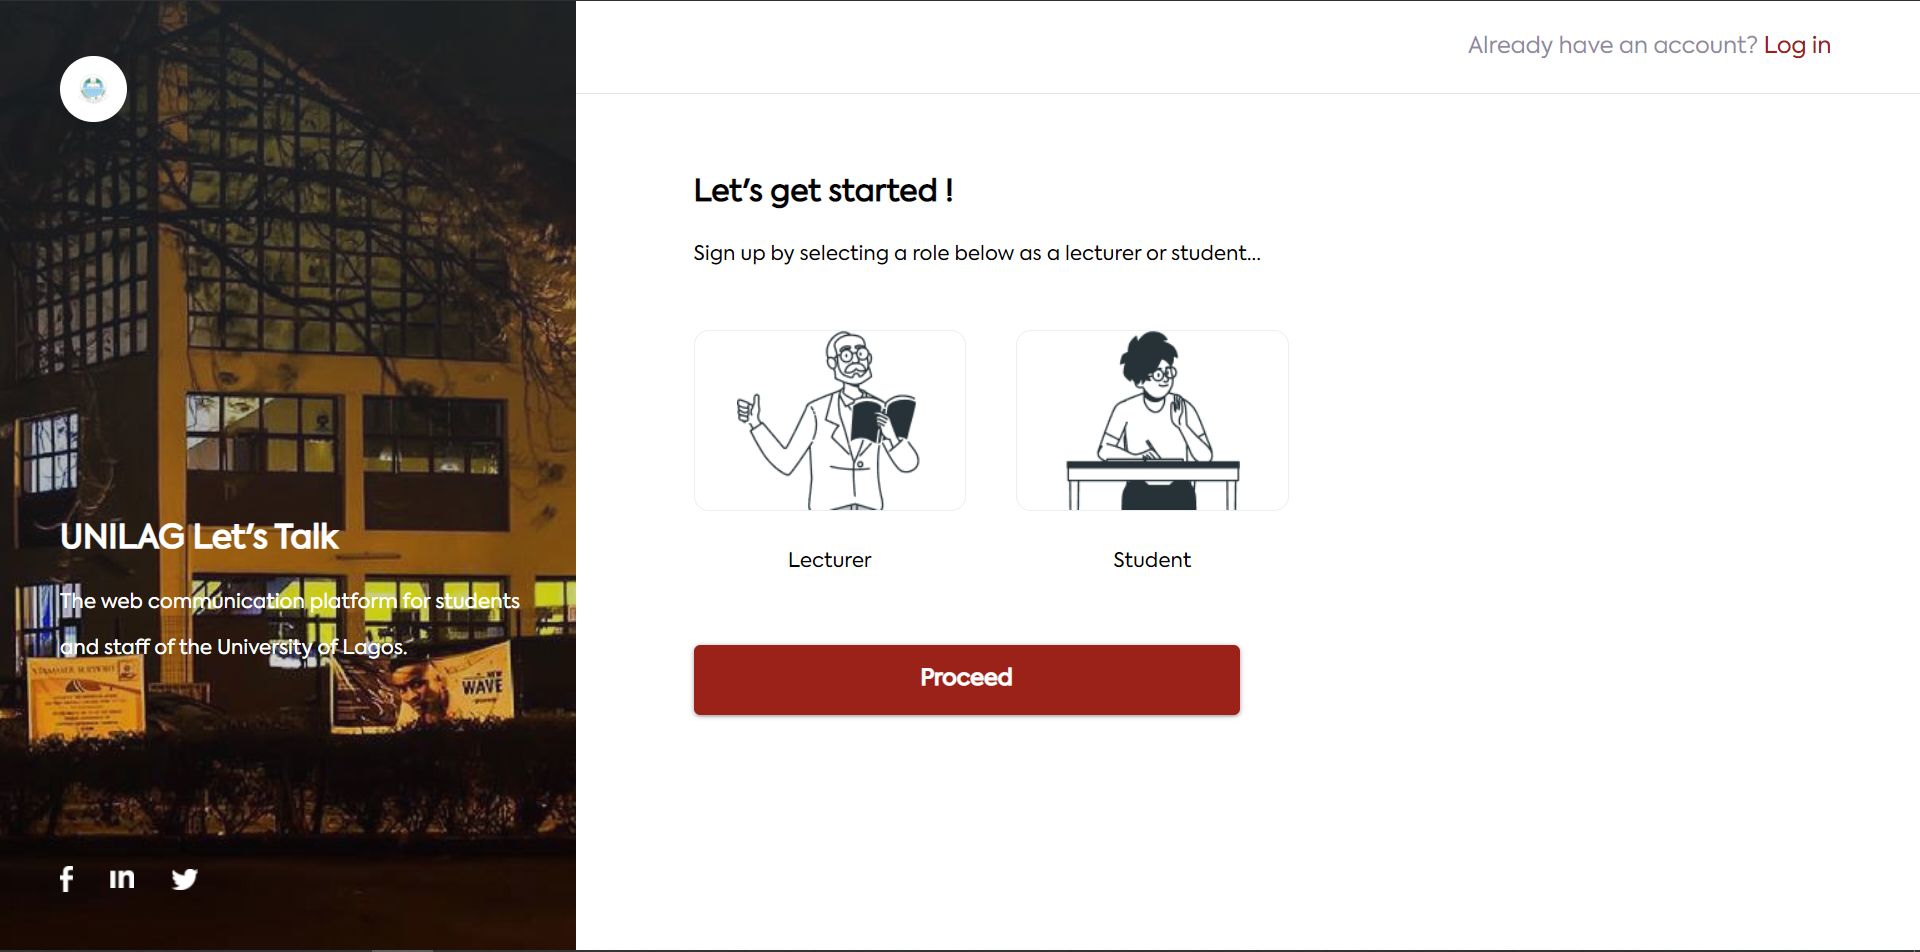 Already have an account? Log in
Let's get started !
Sign up by selecting a role below as a lecturer or student...
Lecturer
Student
Proceed
UNILAG Let's Talk
The web communication platform for students
and staff of the University of Lagos.
WAVE